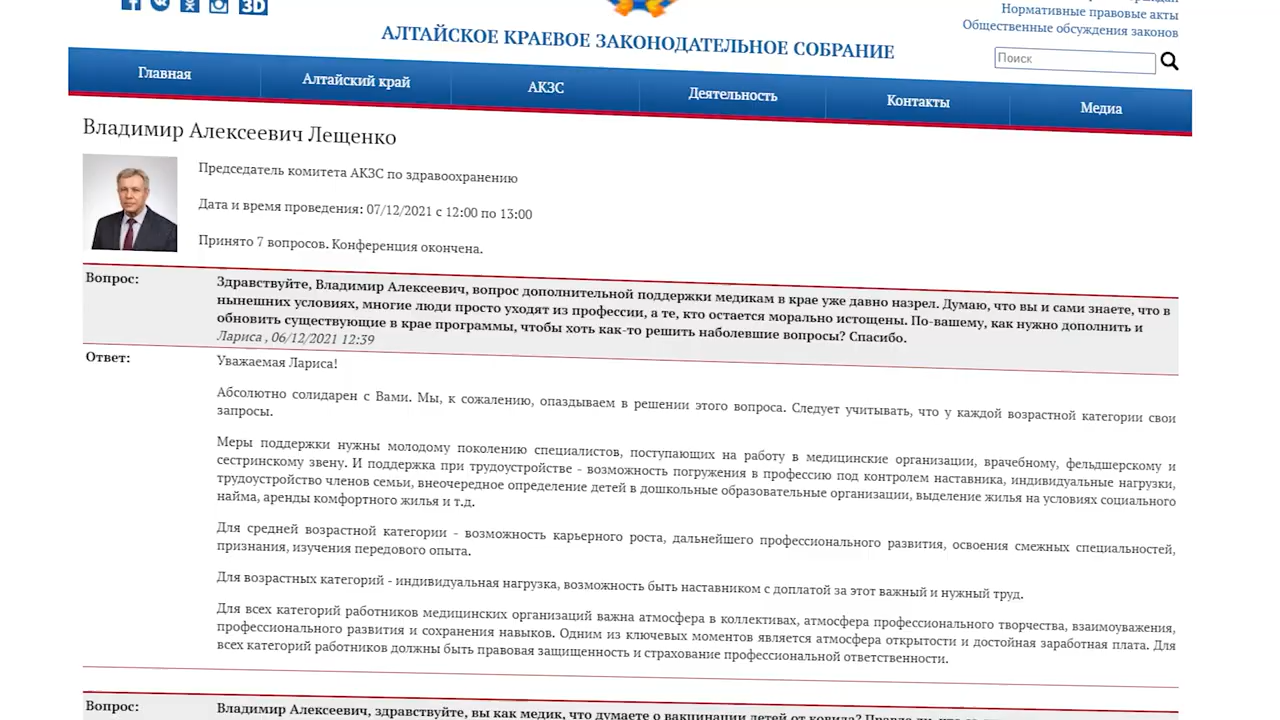 3D
Нормативные правовые акты
Общественные обсуждения законов
АЛТАЙСКОЕ КРАЕВОЕ ЗАКОНОДАТЕЛЬНОЕ СОБРАНИЕ
Поиск
Главная
Алтайский край
АКЗС
Деятельность
Контакты
Медиа
Владимир Алексеевич Лещенко
Председатель комитета АКЗС по здравоохранению
Дата и время проведения: 07/12/2021 с 12:00 по 13:00
Принято 7 вопросов. Конференция окончена.
Вопрос:
Здравствуйте, Владимир Алексеевич, вопрос дополнительной поддержки медикам в крае уже давно назрел. Думаю, что вы и сами знаете, что в
нынешних условиях, многие люди просто уходят из профессии, а те, кто остается морально истощены. По-вашему, как нужно дополнить и
обновить существующие в крае программы, чтобы хоть как-то решить наболевшие вопросы? Спасибо.
Лариса , 06/12/2021 12:39
Ответ:
Уважаемая Лариса!
Абсолютно солидарен с Вами. Мы, к сожалению, опаздываем в решении этого вопроса. Следует учитывать, что у каждой возрастной категории свои
запросы.
Меры поддержки нужны молодому поколению специалистов, поступающих на работу в медицинские организации, врачебному, фельдшерскому и
сестринскому звену. И поддержка при трудоустройстве - возможность погружения в профессию под контролем наставника, индивидуальные нагрузки,
трудоустройство членов семьи, внеочередное определение детей в дошкольные образовательные организации, выделение жилья на условиях социального
найма, аренды комфортного жилья и т.д.
Для средней возрастной категории - возможность карьерного роста, дальнейшего профессионального развития, освоения смежных специальностей,
признания, изучения передового опыта.
Для возрастных категорий - индивидуальная нагрузка, возможность быть наставником с доплатой за этот важный и нужный труд.
Для всех категорий работников медицинских организаций важна атмосфера в коллективах, атмосфера профессионального творчества, взаимоуважения,
профессионального развития и сохранения навыков. Одним из ключевых моментов является атмосфера открытости и достойная заработная плата. Для
всех категорий работников должны быть правовая защищенность и страхование профессиональной ответственности.
Вопрос:
Владимир Алексеевич, здравствуйте, вы как медик, что думаете о вакцинации детей от ковида?